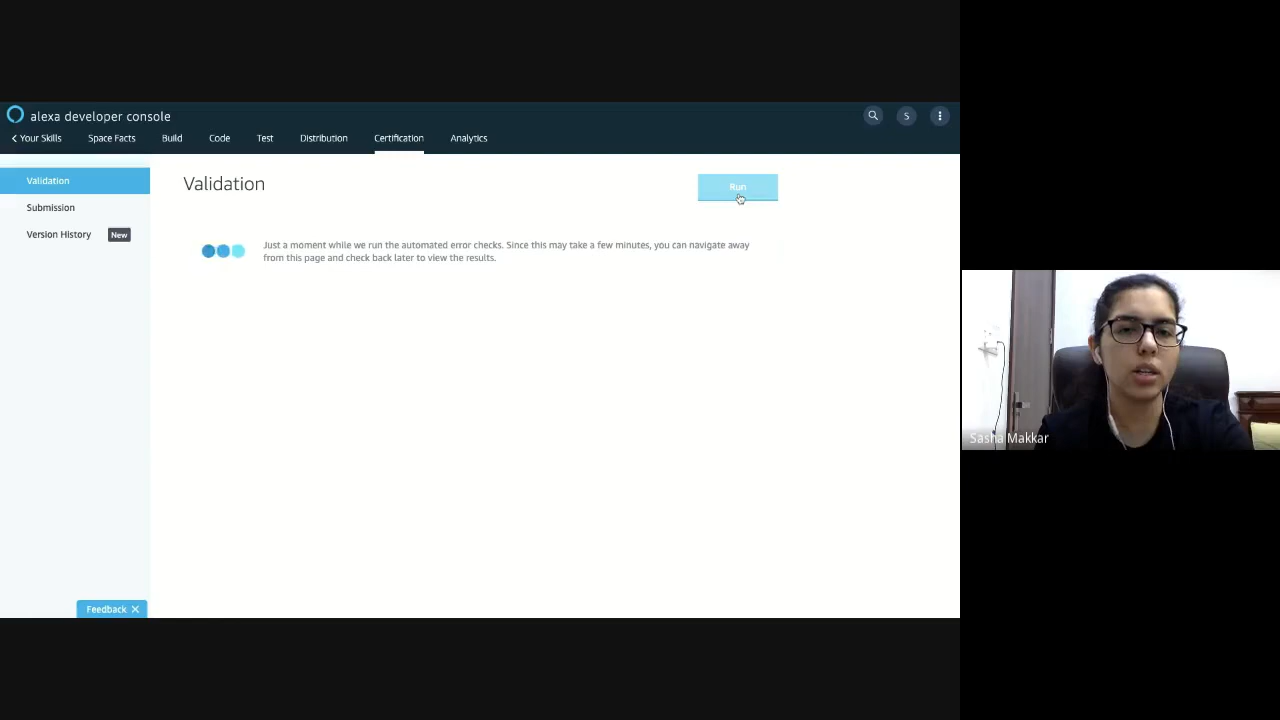 alexa developer console
S
Your Skills Space Facts Build Code Test Distribution Certification Analytics
Validation
Submission
Version History New
Validation
Run
Just a moment while we run the automated error checks. Since this may take a few minutes, you can navigate away
from this page and check back later to view the results.
Feedback
Sasha Makkar